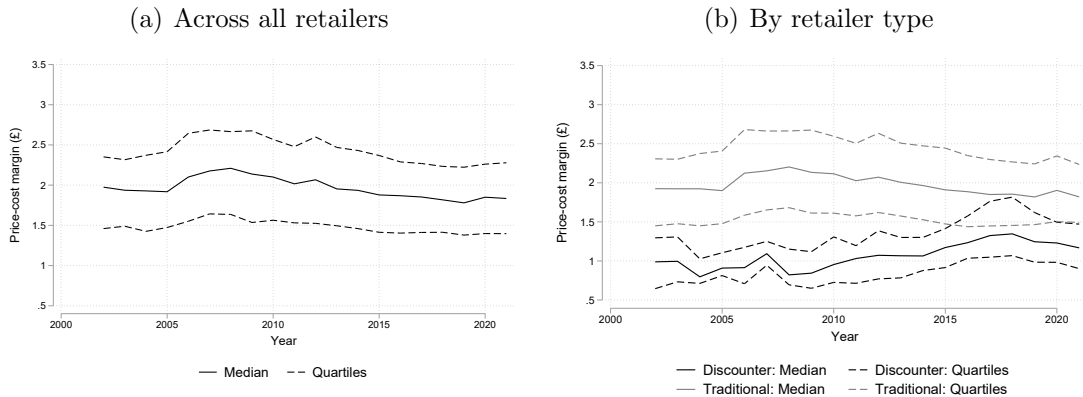 (a) Across all retailers
Price-cost margin (£)
3.5
3
2.5
2
1.5
1
.5
2000 2005 2010 2015 2020
Year
Median Quartiles
(b) By retailer type
Price-cost margin (£)
3.5
3
2.5
2
1.5
1
.5
2000 2005 2010 2015 2020
Year
Discounter: Median Discounter: Quartiles
Traditional: Median Traditional: Quartiles